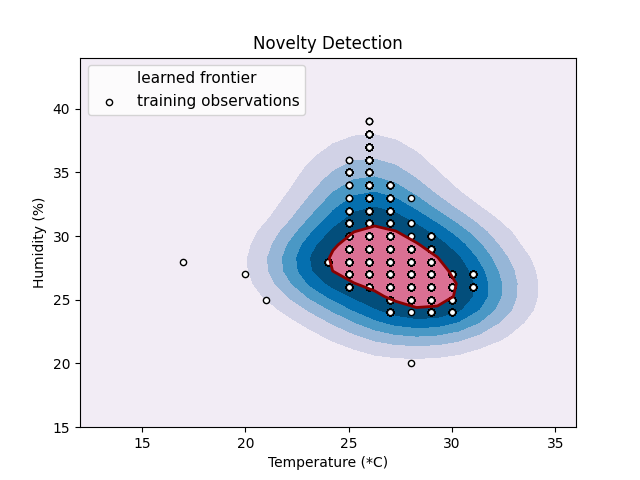 Novelty Detection
learned frontier
training observations
40
35
30
25
20
15
Humidity (%)
15 20 25 30 35
Temperature (*C)